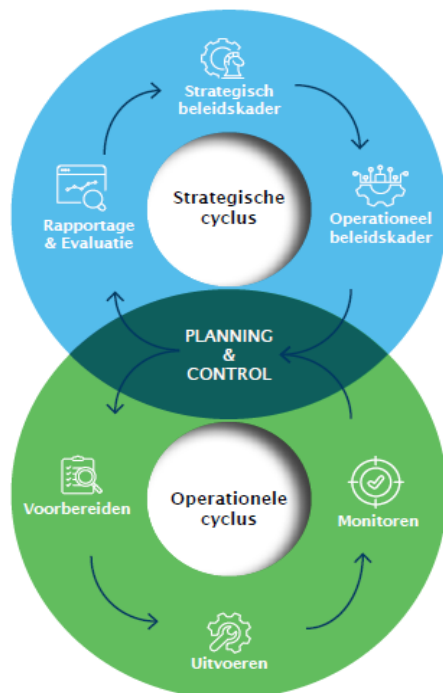 Strategisch
beleidskader
Strategische
cyclus
Rapportage
& Evaluatie
Operationeel
beleidskader
PLANNING
&
CONTROL
Voorbereiden
Operationele
cyclus
Monitoren
Uitvoeren